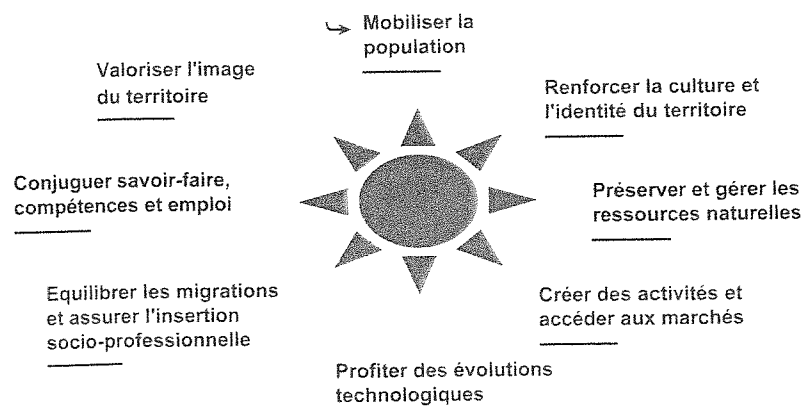 Mobiliser la
population
Renforcer la culture et
l'identité du territoire
Préserver et gérer les
ressources naturelles
Créer des activités et
accéder aux marchés
Profiter des évolutions
technologiques
Equilibrer les migrations
et assurer l'insertion
socio-professionnelle
Conjuguer savoir-faire,
compétences et emploi
Valoriser l'image
du territoire